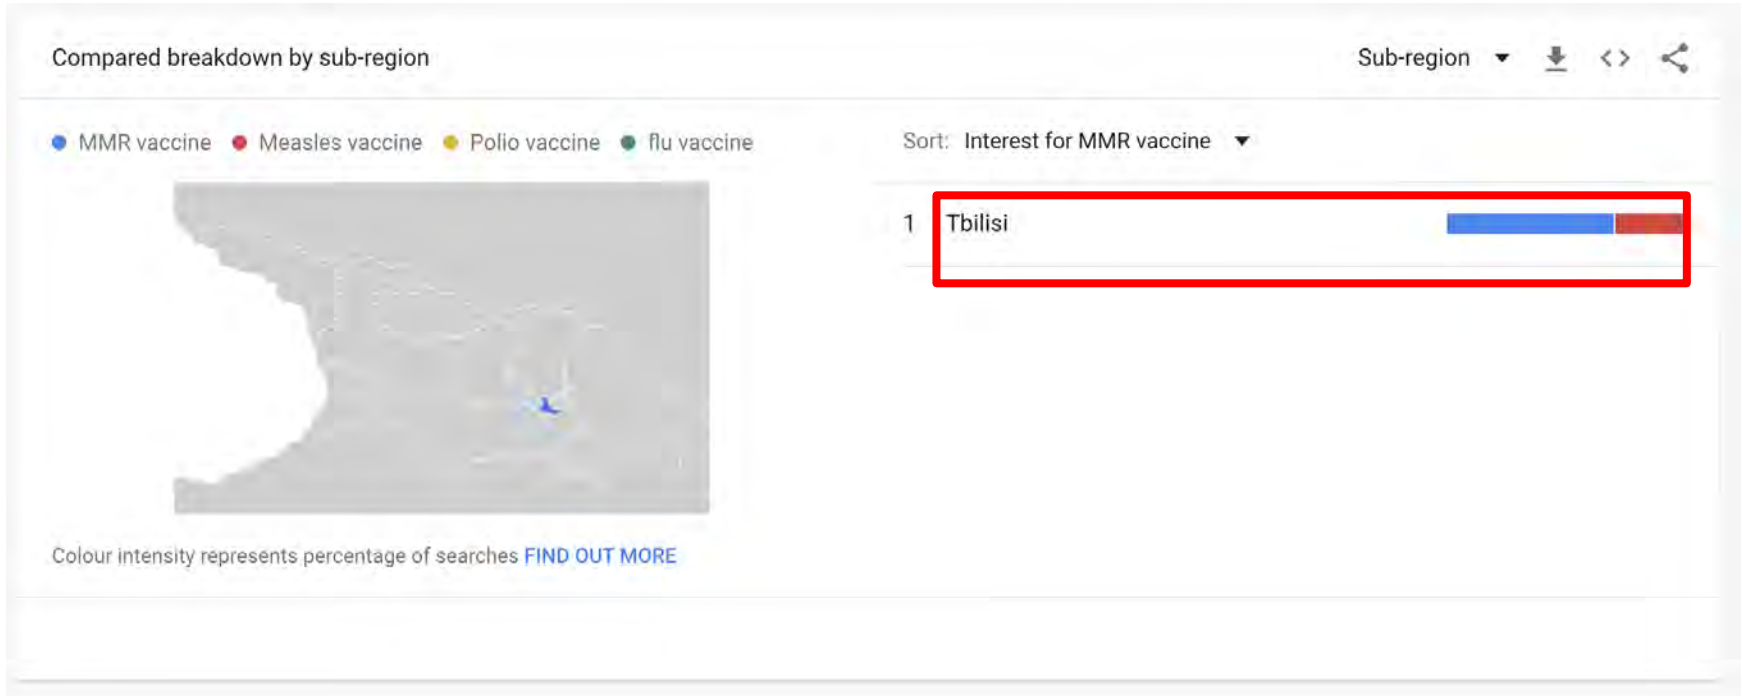 Compared breakdown by sub-region
Sub-region
MMR vaccine Measles vaccine Polio vaccine flu vaccine
Sort: Interest for MMR vaccine
1 Tbilisi
Colour intensity represents percentage of searches FIND OUT MORE